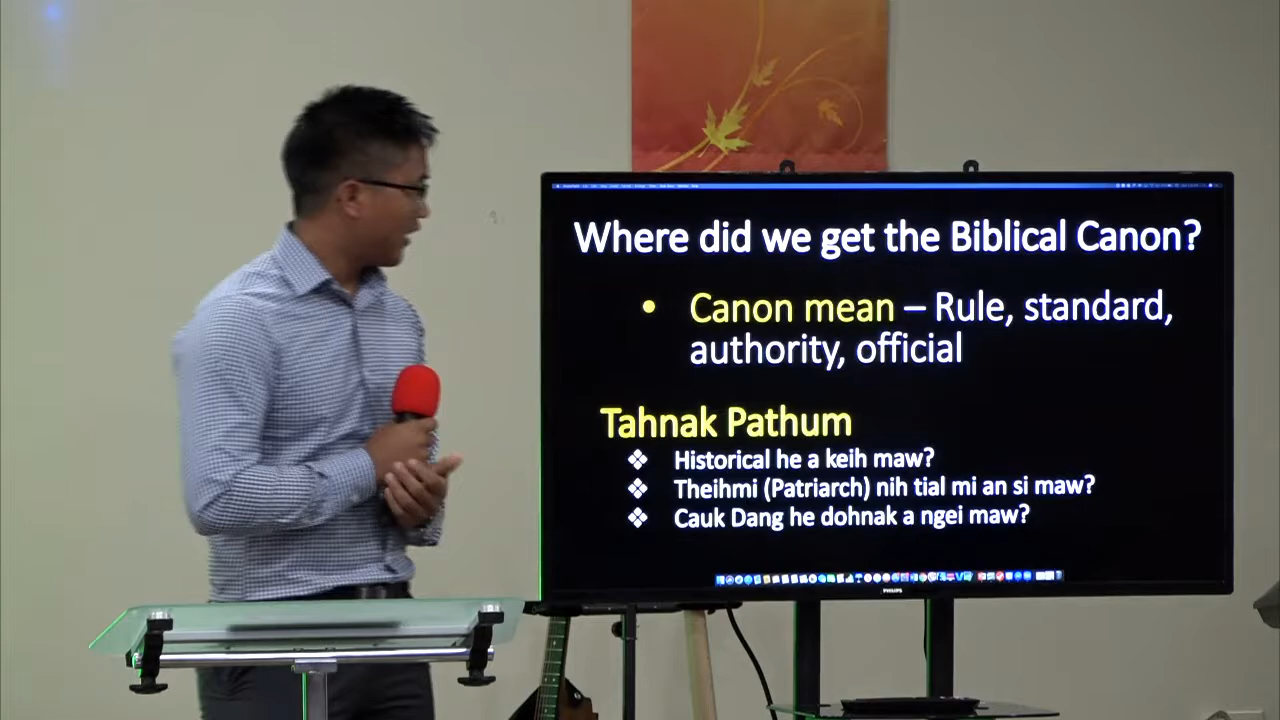 Where did we get the Biblical Canon?
• Canon mean – Rule, standard,
authority, official
Tahnak Pathum
❖ Historical he a keih maw?
❖ Theihmi (Patriarch) nih tial mi an si maw?
❖ Cauk Dang he dohnak a ngei maw?
PHILIPS